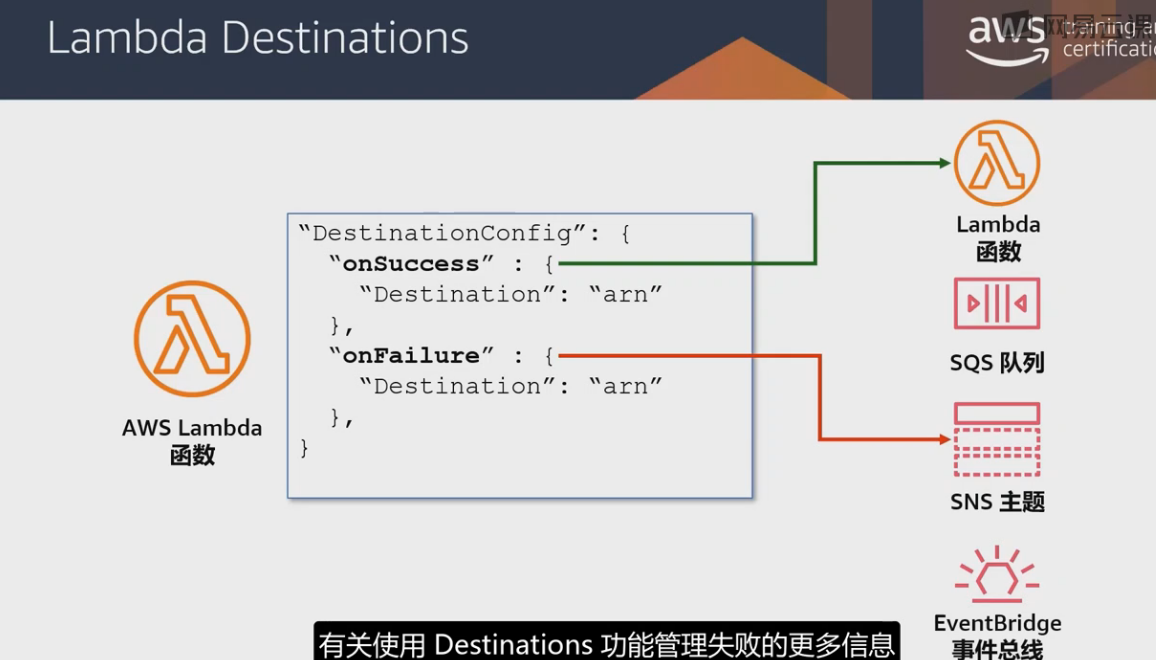 Lambda Destinations
aws
training a
certificatio
“DestinationConfig”: {
“onSuccess” : {
“Destination”: “arn”
},
“onFailure” : {
“Destination”: “arn”
},
}
AWS Lambda
函数
Lambda
函数
SQS 队列
SNS 主题
EventBridge
事件总线
有关使用 Destinations 功能管理失败的更多信息